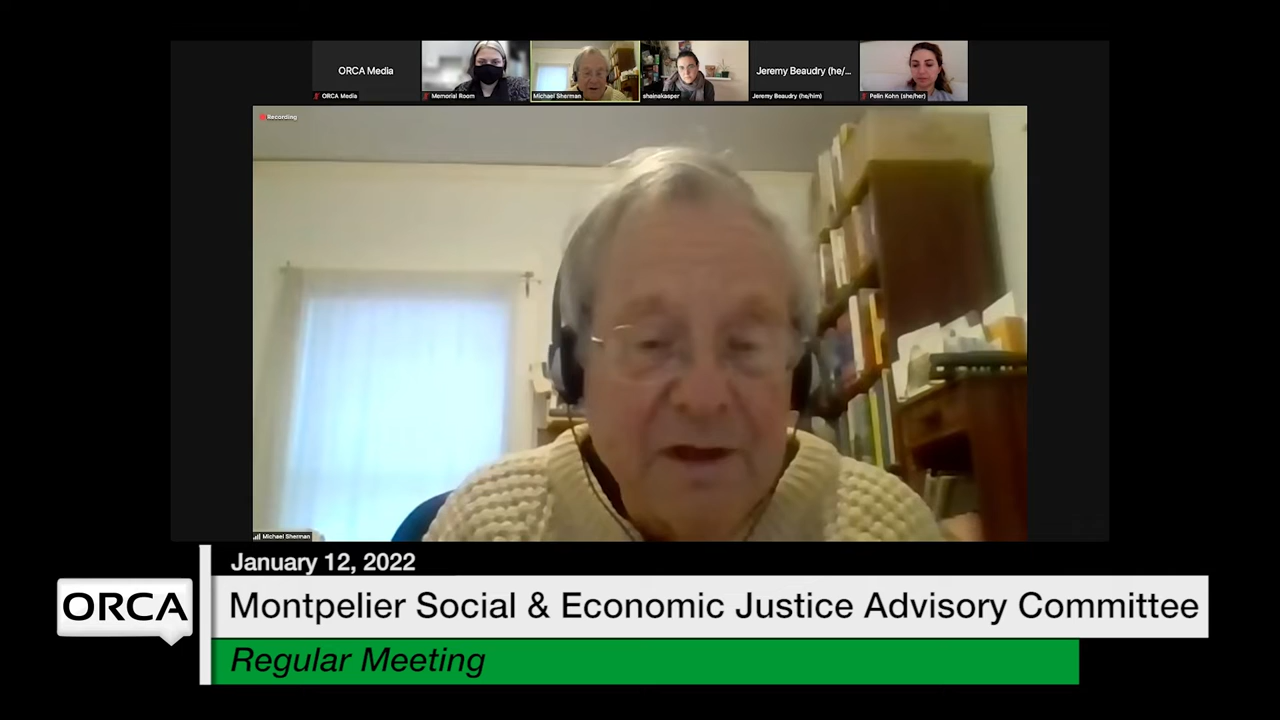 ORCA Media
Jeremy Beaudry (he/...
ORCA Media
Memorial Room
Michael Sherman
shainakasper
Jeremy Beaudry (he/him)
Pelin Kohn (she/her)
Recording
Michael Sherman
January 12, 2022
ORCA
Montpelier Social & Economic Justice Advisory Committee
Regular Meeting